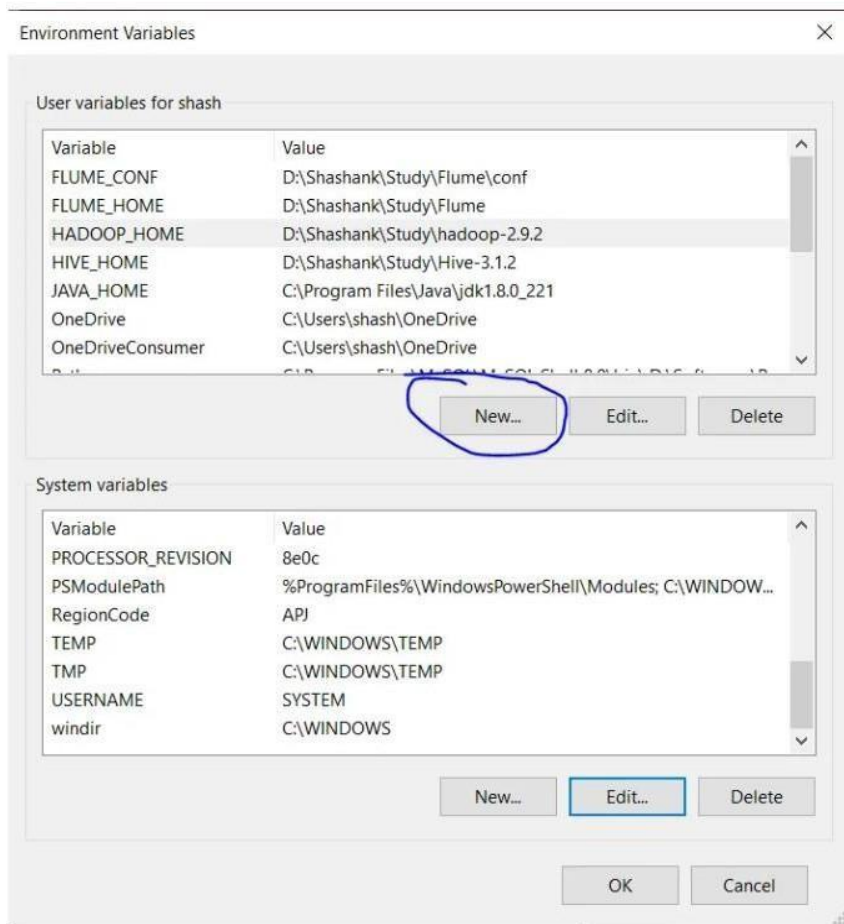 Environment Variables
User variables for shash
Variable Value
FLUME_CONF D:\Shashank\Study\Flume\conf
FLUME_HOME D:\Shashank\Study\Flume
HADOOP_HOME D:\Shashank\Study\hadoop-2.9.2
HIVE_HOME D:\Shashank\Study\Hive-3.1.2
JAVA_HOME C:\Program Files\Java\jdk1.8.0_221
OneDrive C:\Users\shash\OneDrive
OneDriveConsumer C:\Users\shash\OneDrive
New... Edit... Delete
System variables
Variable Value
PROCESSOR_REVISION 8e0c
PSModulePath %ProgramFiles%\WindowsPowerShell\Modules; C:\WINDOW...
RegionCode APJ
TEMP C:\WINDOWS\TEMP
TMP C:\WINDOWS\TEMP
USERNAME SYSTEM
windir C:\WINDOWS
New... Edit... Delete
OK Cancel